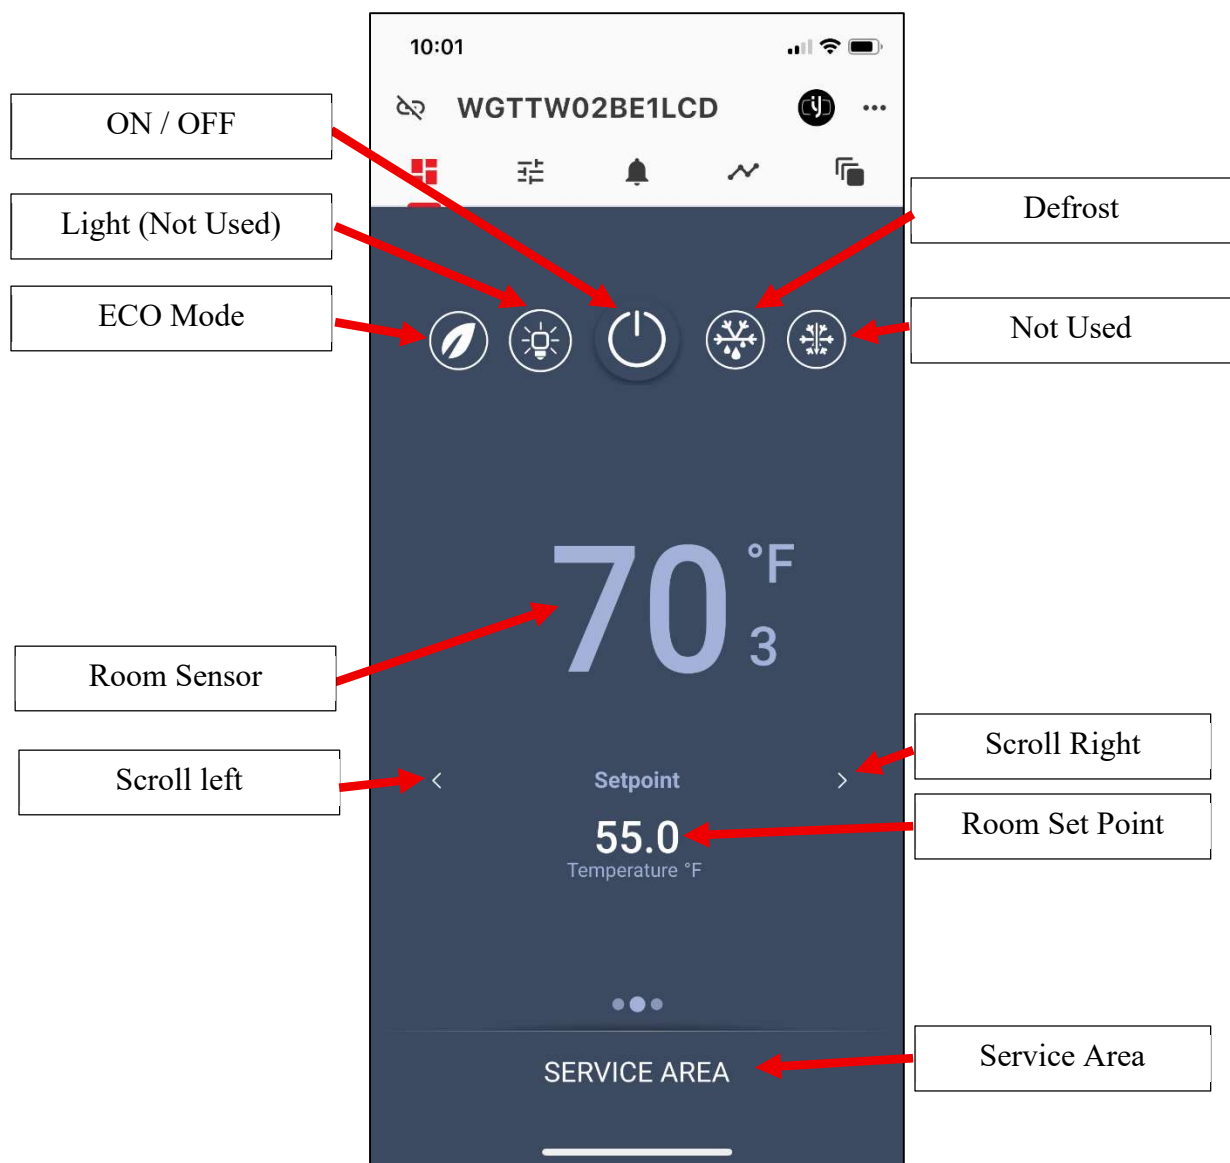 10:01
WGTTW02BE1LCD
ON / OFF
Light (Not Used)
ECO Mode
Defrost
Not Used
70 °F
3
Room Sensor
Scroll left
Scroll Right
Setpoint
55.0
Temperature °F
Room Set Point
SERVICE AREA
Service Area